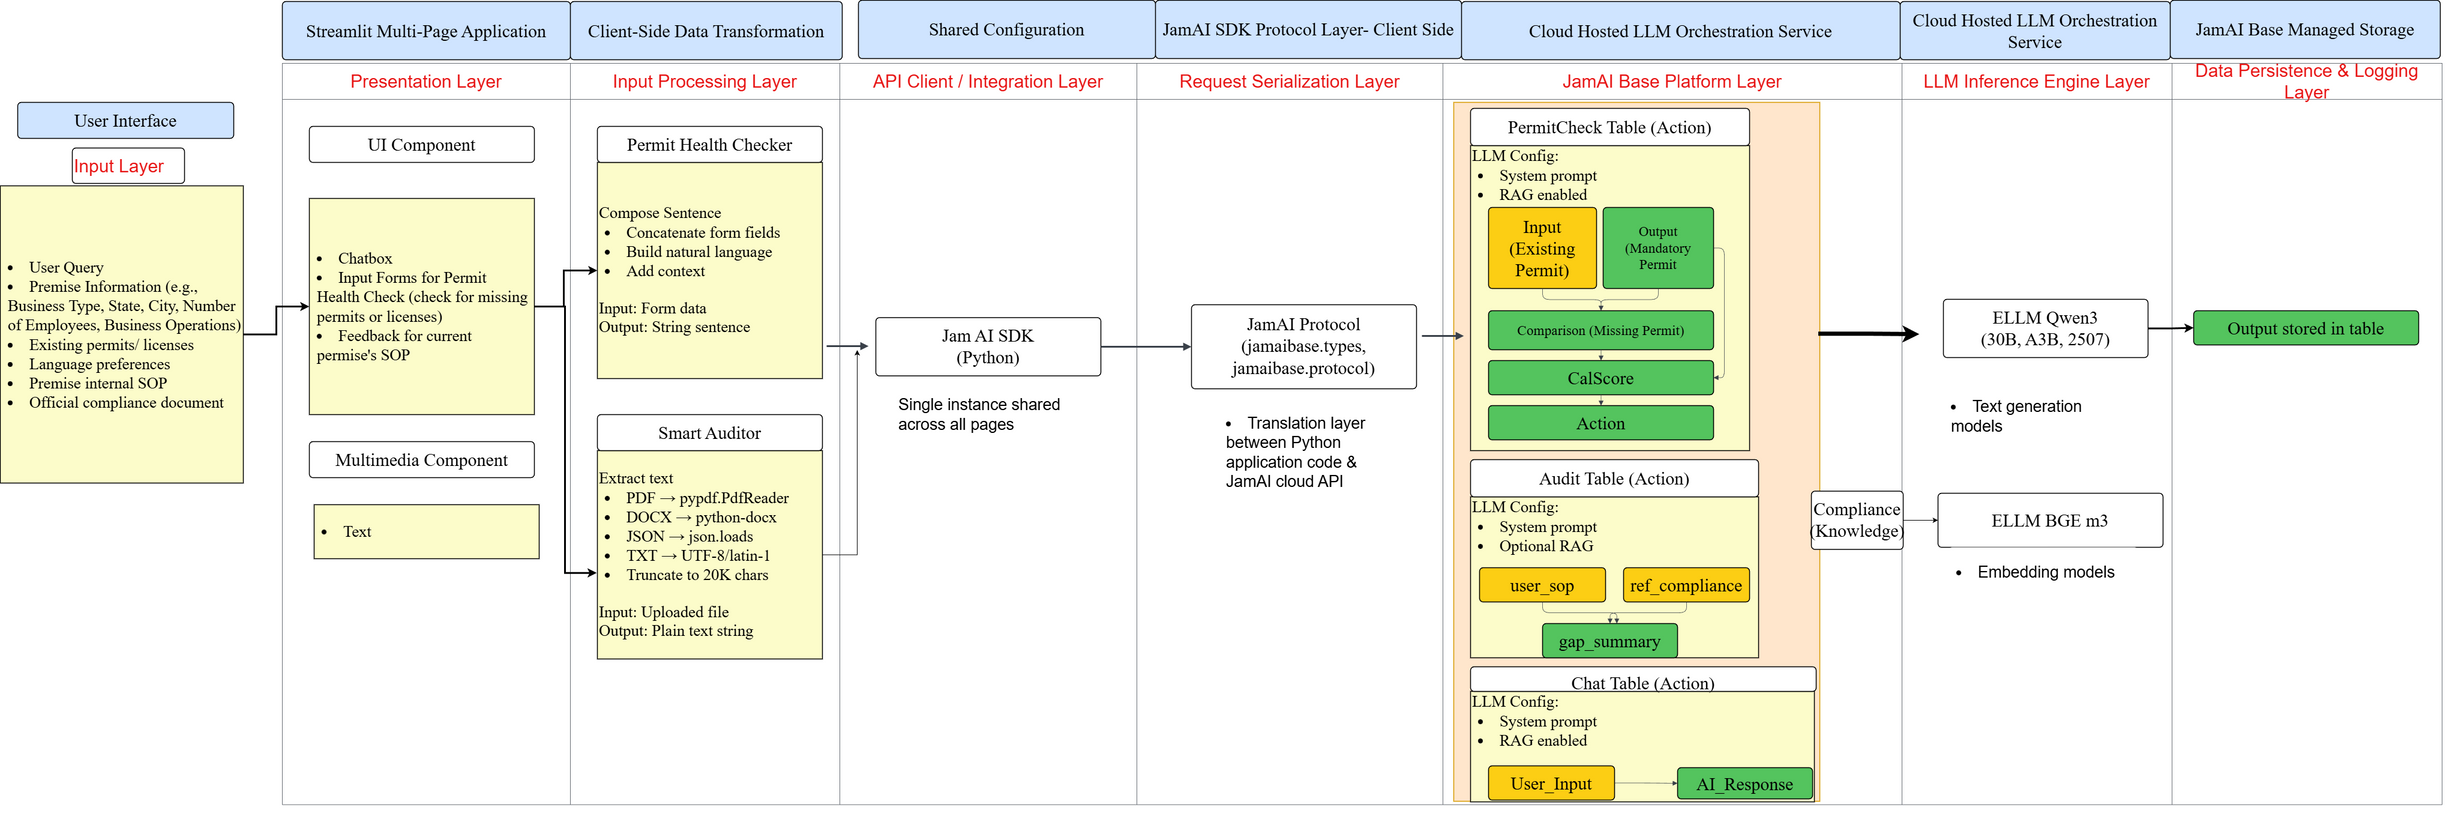 Streamlit Multi-Page Application
Client-Side Data Transformation
Shared Configuration
JamAI SDK Protocol Layer- Client Side
Cloud Hosted LLM Orchestration Service
Cloud Hosted LLM Orchestration
Service
JamAI Base Managed Storage
Presentation Layer
Input Processing Layer
API Client / Integration Layer
Request Serialization Layer
JamAI Base Platform Layer
LLM Inference Engine Layer
Data Persistence & Logging
Layer
User Interface
Input Layer
• User Query
• Premise Information (e.g.,
Business Type, State, City, Number
of Employees, Business Operations)
• Existing permits/ licenses
• Language preferences
• Premise internal SOP
• Official compliance document
UI Component
• Chatbox
• Input Forms for Permit
Health Check (check for missing
permits or licenses)
• Feedback for current
permise's SOP
Multimedia Component
• Text
Permit Health Checker
Compose Sentence
• Concatenate form fields
• Build natural language
• Add context
Input: Form data
Output: String sentence
Smart Auditor
Extract text
• PDF → pypdf.PdfReader
• DOCX → python-docx
• JSON → json.loads
• TXT → UTF-8/latin-1
• Truncate to 20K chars
Input: Uploaded file
Output: Plain text string
Jam AI SDK
(Python)
Single instance shared
across all pages
JamAI Protocol
(jamaibase.types,
jamaibase.protocol)
• Translation layer
between Python
application code &
JamAI cloud API
PermitCheck Table (Action)
LLM Config:
• System prompt
• RAG enabled
Input
(Existing
Permit)
Output
(Mandatory
Permit
Comparison (Missing Permit)
CalScore
Action
Audit Table (Action)
LLM Config:
• System prompt
• Optional RAG
user_sop
ref_compliance
gap_summary
Chat Table (Action)
LLM Config:
• System prompt
• RAG enabled
User_Input
AI_Response
Compliance
(Knowledge)
ELLM Qwen3
(30B, A3B, 2507)
• Text generation
models
ELLM BGE m3
• Embedding models
Output stored in table